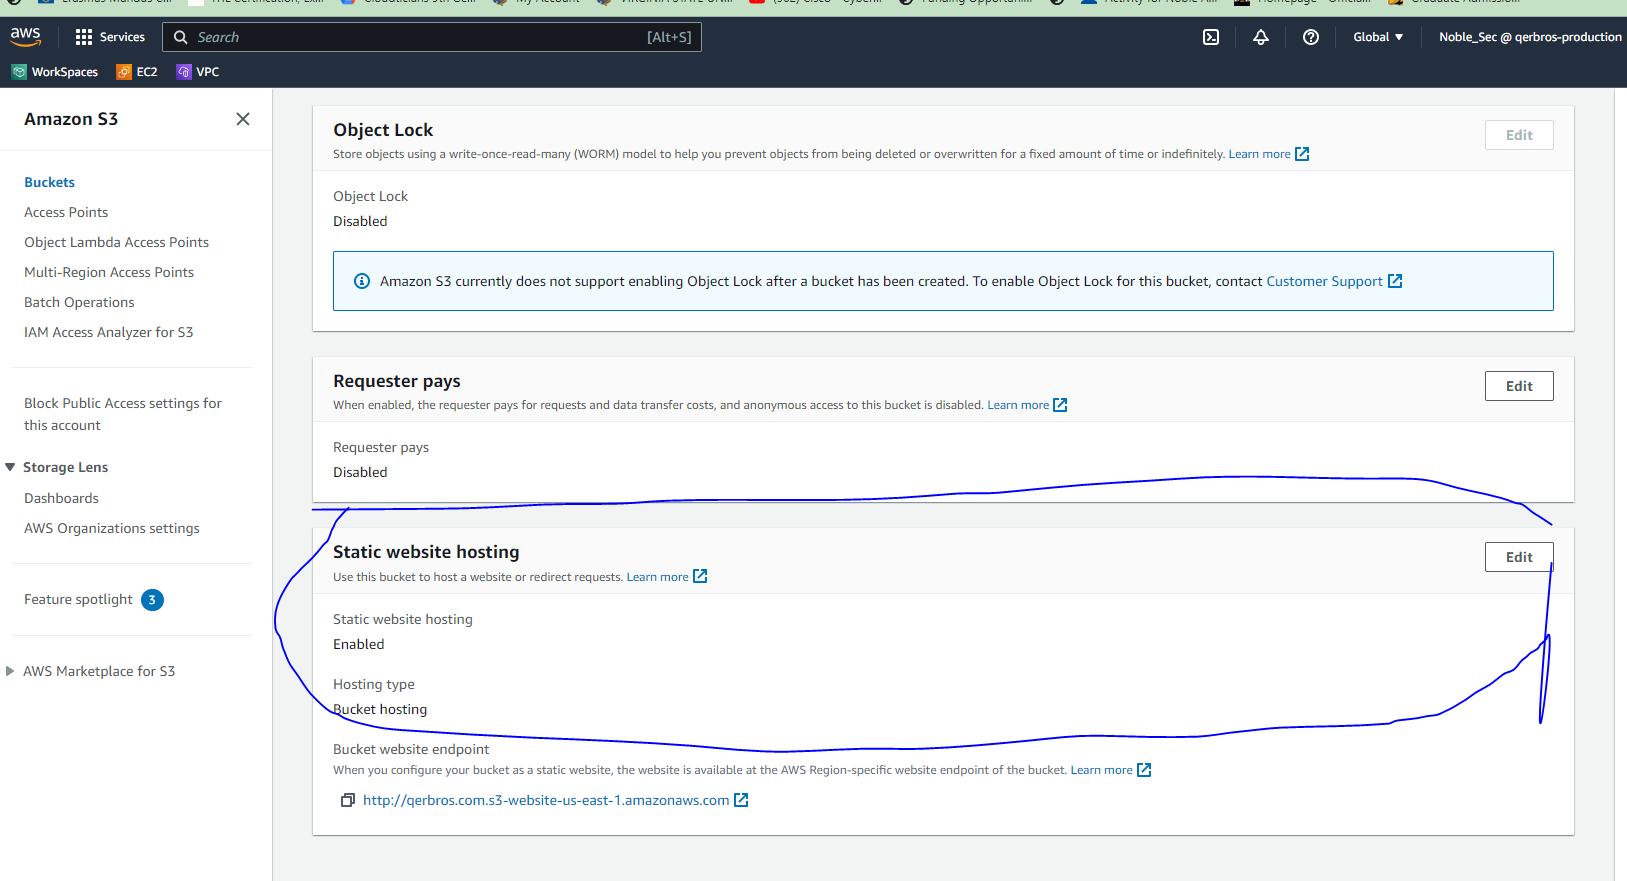 aws
Services
Search
[Alt+S]
Global
Noble_Sec @ qerbros-production
WorkSpaces
EC2
VPC
Amazon S3
Buckets
Access Points
Object Lambda Access Points
Multi-Region Access Points
Batch Operations
IAM Access Analyzer for S3
Block Public Access settings for
this account
Storage Lens
Dashboards
AWS Organizations settings
Feature spotlight 3
AWS Marketplace for S3
Object Lock
Edit
Store objects using a write-once-read-many (WORM) model to help you prevent objects from being deleted or overwritten for a fixed amount of time or indefinitely. Learn more
Object Lock
Disabled
Amazon S3 currently does not support enabling Object Lock after a bucket has been created. To enable Object Lock for this bucket, contact Customer Support
Requester pays
Edit
When enabled, the requester pays for requests and data transfer costs, and anonymous access to this bucket is disabled. Learn more
Requester pays
Disabled
Static website hosting
Edit
Use this bucket to host a website or redirect requests. Learn more
Static website hosting
Enabled
Hosting type
Bucket hosting
Bucket website endpoint
When you configure your bucket as a static website, the website is available at the AWS Region-specific website endpoint of the bucket. Learn more
http://qerbros.com.s3-website-us-east-1.amazonaws.com